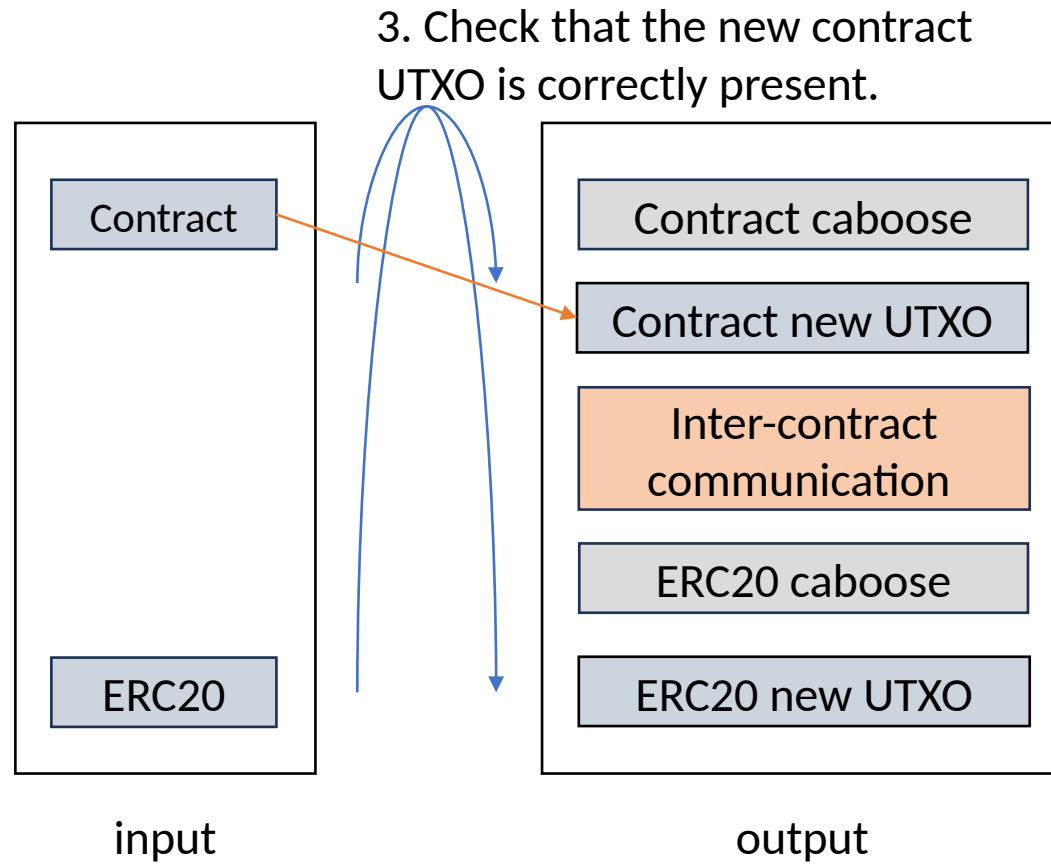 3. Check that the new contract
UTXO is correctly present.
Contract
ERC20
input
Contract caboose
Contract new UTXO
Inter-contract
communication
ERC20 caboose
ERC20 new UTXO
output